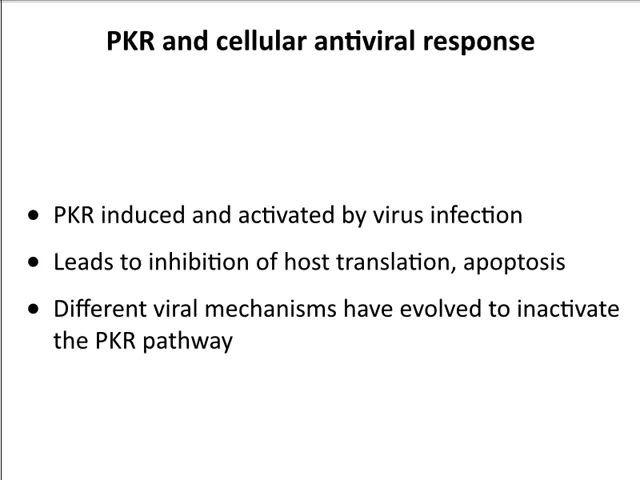 PKR and cellular antiviral response
• PKR induced and activated by virus infection
• Leads to inhibition of host translation, apoptosis
• Different viral mechanisms have evolved to inactivate
the PKR pathway